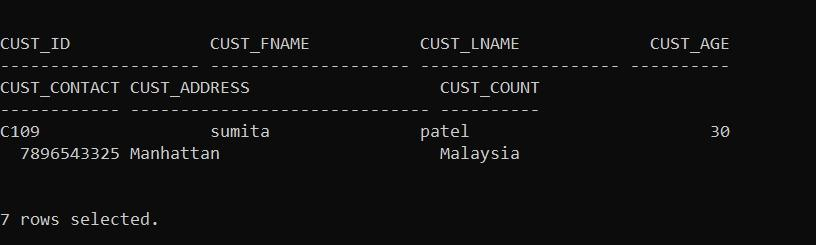 CUST_ID              CUST_FNAME           CUST_LNAME             CUST_AGE
-------------------- -------------------- -------------------- ----------
CUST_CONTACT CUST_ADDRESS                   CUST_COUNT
------------ ------------------------------ ----------
C109                 sumita               patel                        30
  7896543325 Manhattan                      Malaysia
7 rows selected.